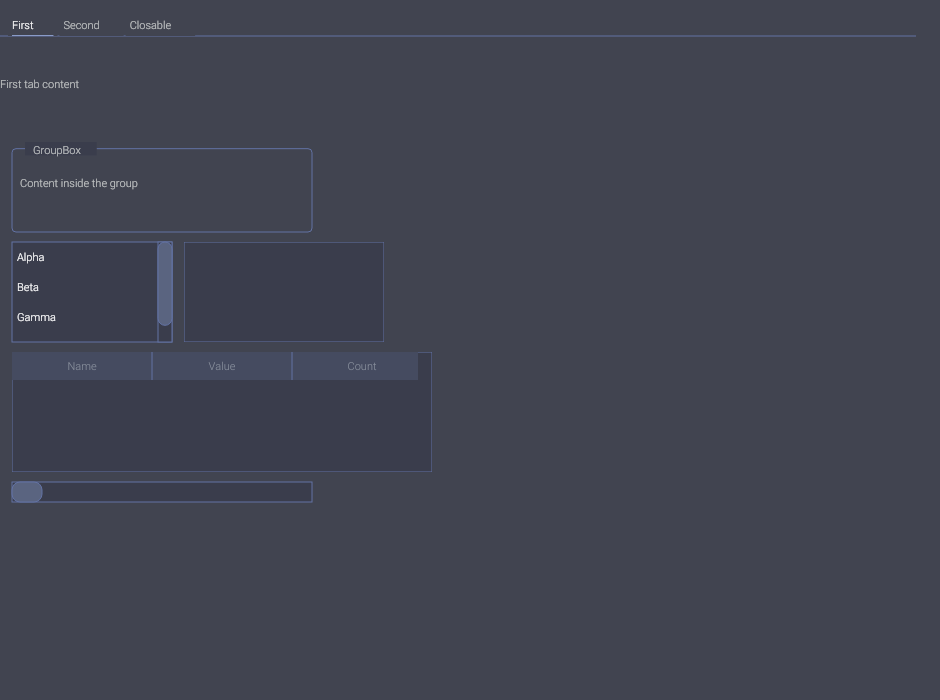 First Second Closable
First tab content
GroupBox
Content inside the group
Alpha
Beta
Gamma
Name Value Count